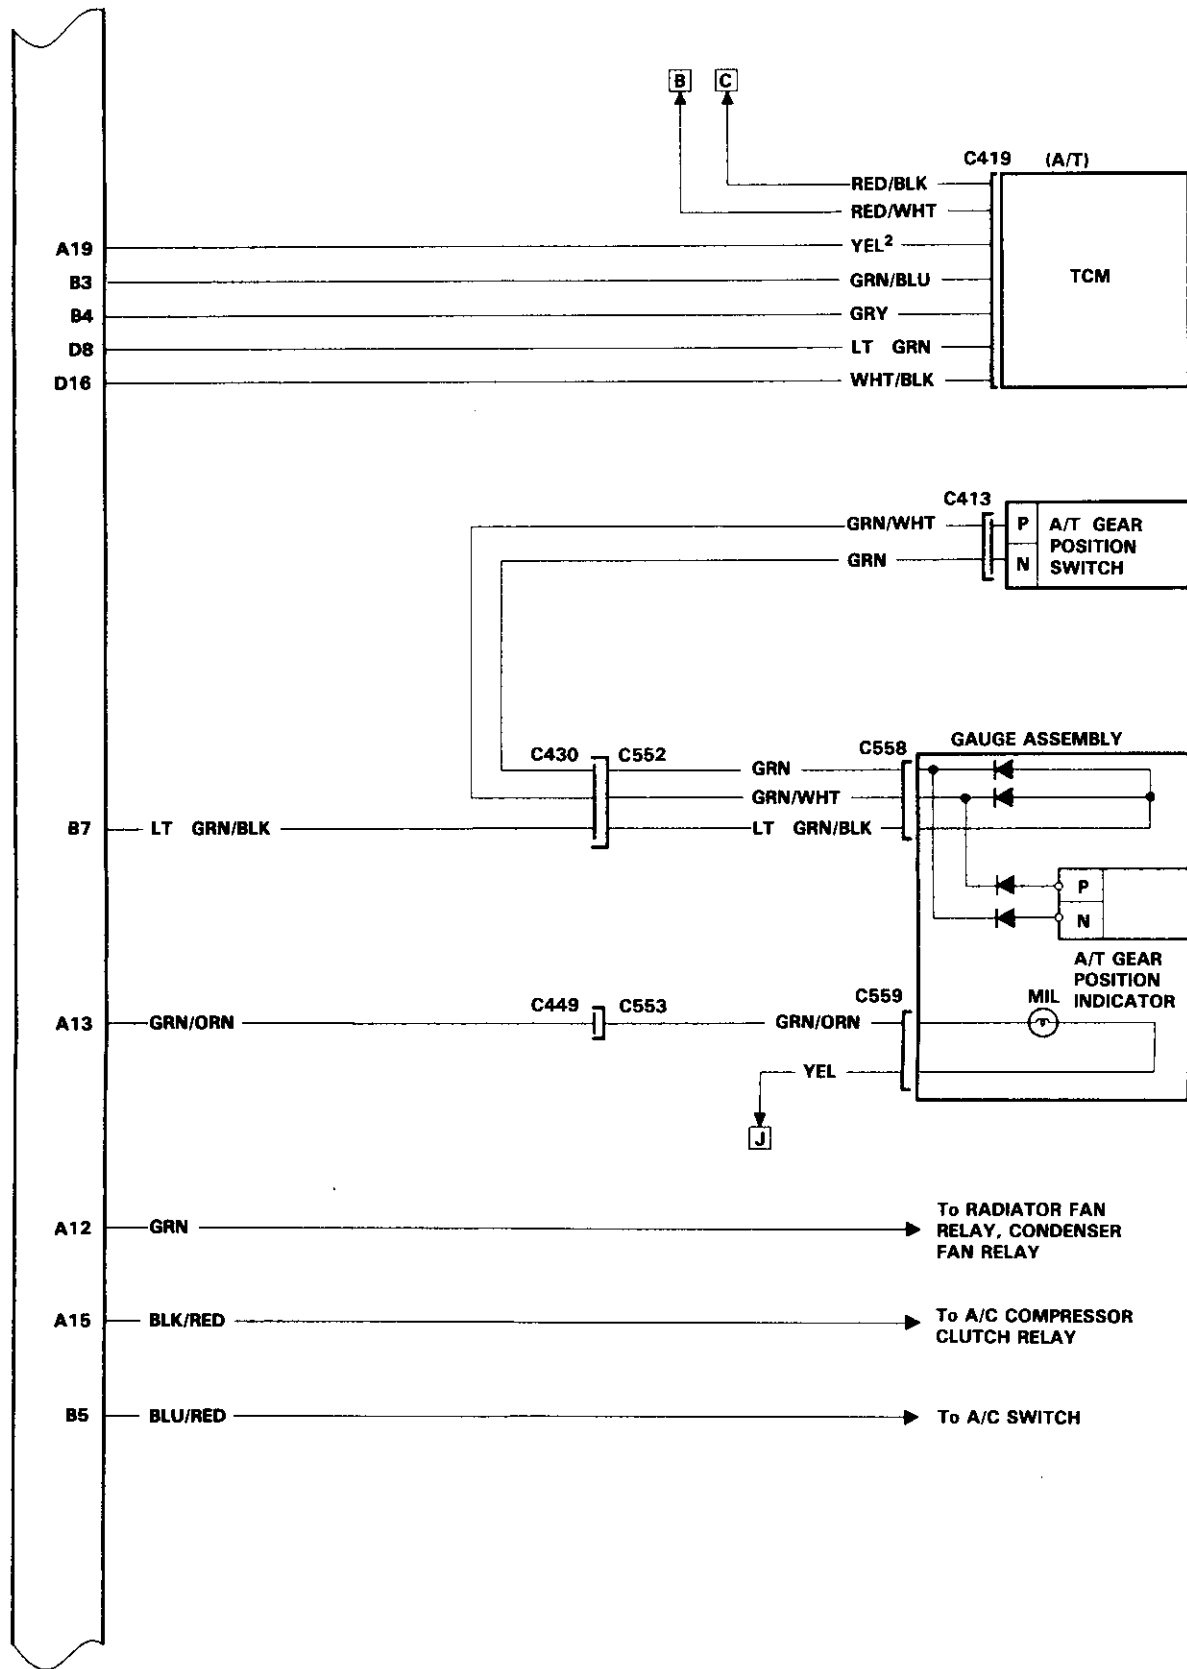 B C
C419 (A/T)
RED/BLK
RED/WHT
A19 YEL²
B3 GRN/BLU
TCM
B4 GRY
D8 LT GRN
D16 WHT/BLK
C413
GRN/WHT P
GRN N
A/T GEAR
POSITION
SWITCH
GAUGE ASSEMBLY
C430 C552 C558
GRN
GRN/WHT
B7 LT GRN/BLK LT GRN/BLK
P
N
A/T GEAR
POSITION
INDICATOR
C449 C553 C559 MIL
A13 GRN/ORN GRN/ORN
YEL
J
A12 GRN
To RADIATOR FAN
RELAY, CONDENSER
FAN RELAY
A15 BLK/RED
To A/C COMPRESSOR
CLUTCH RELAY
B5 BLU/RED To A/C SWITCH